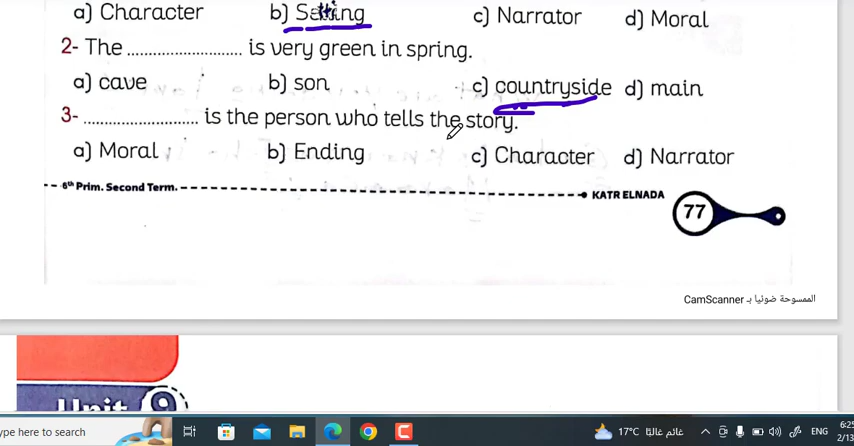 a) Character b) Setting c) Narrator d) Moral
2- The ........................ is very green in spring.
a) cave b) son c) countryside d) main
3- ........................ is the person who tells the story.
a) Moral b) Ending c) Character d) Narrator
6th Prim. Second Term. KATR ELNADA 77
الممسوحة ضوئيا بـ CamScanner
Unit 9
ype here to search 17°C غائم غالبًا ENG 6:25
2/1